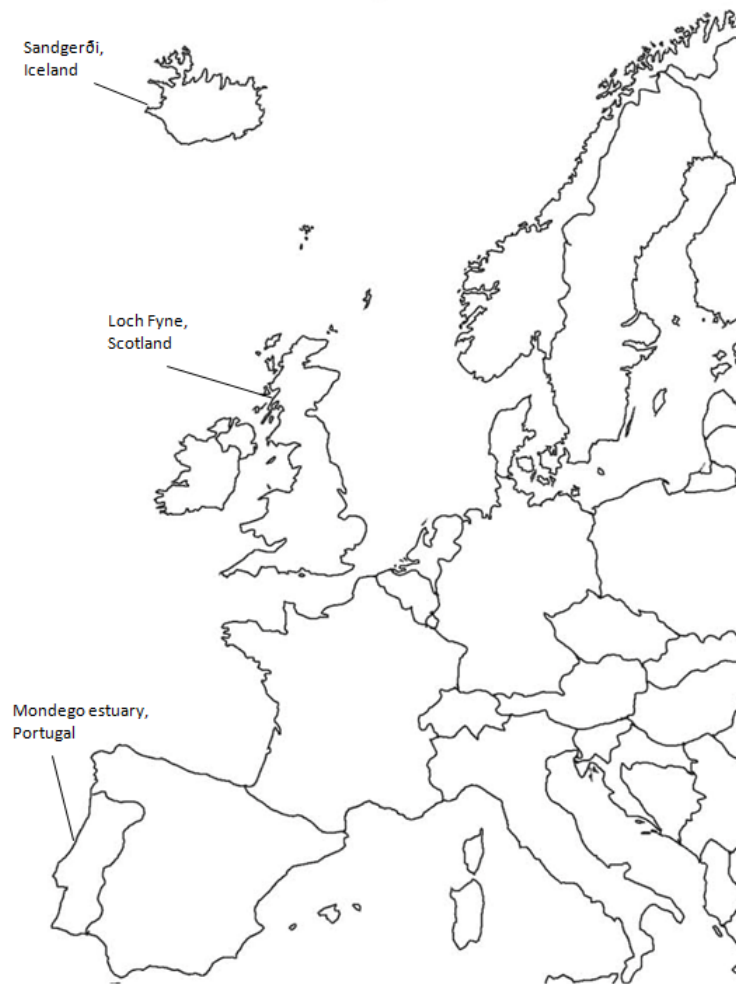 Sandgerði,
Iceland
Loch Fyne,
Scotland
Mondego estuary,
Portugal